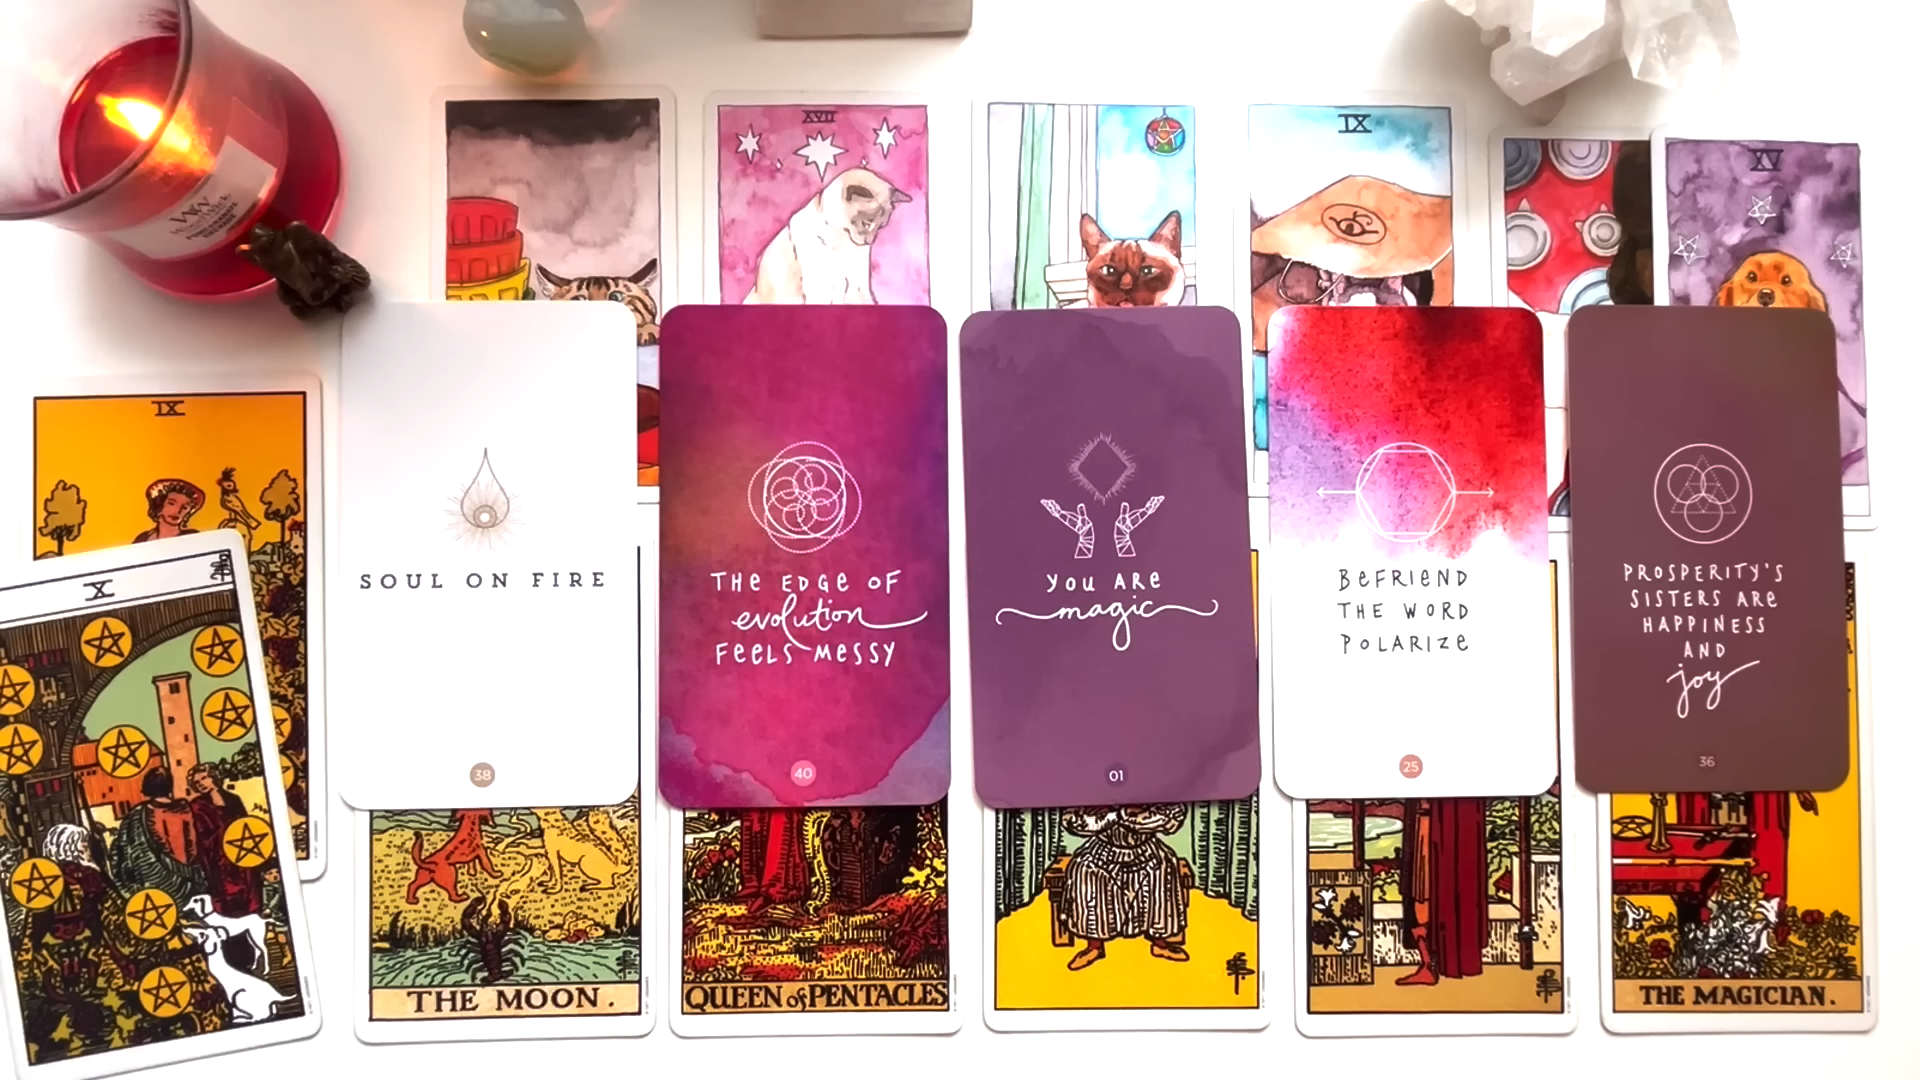 XVII
IX
XV
WW
IX
X
SOUL ON FIRE
38
THE EDGE OF
evolution
FEELS MESSY
40
YOU ARE
magic
01
BEFRIEND
THE WORD
POLARIZE
25
PROSPERITY'S
SISTERS ARE
HAPPINESS
AND
joy
36
THE MOON.
QUEEN of PENTACLES
THE MAGICIAN.